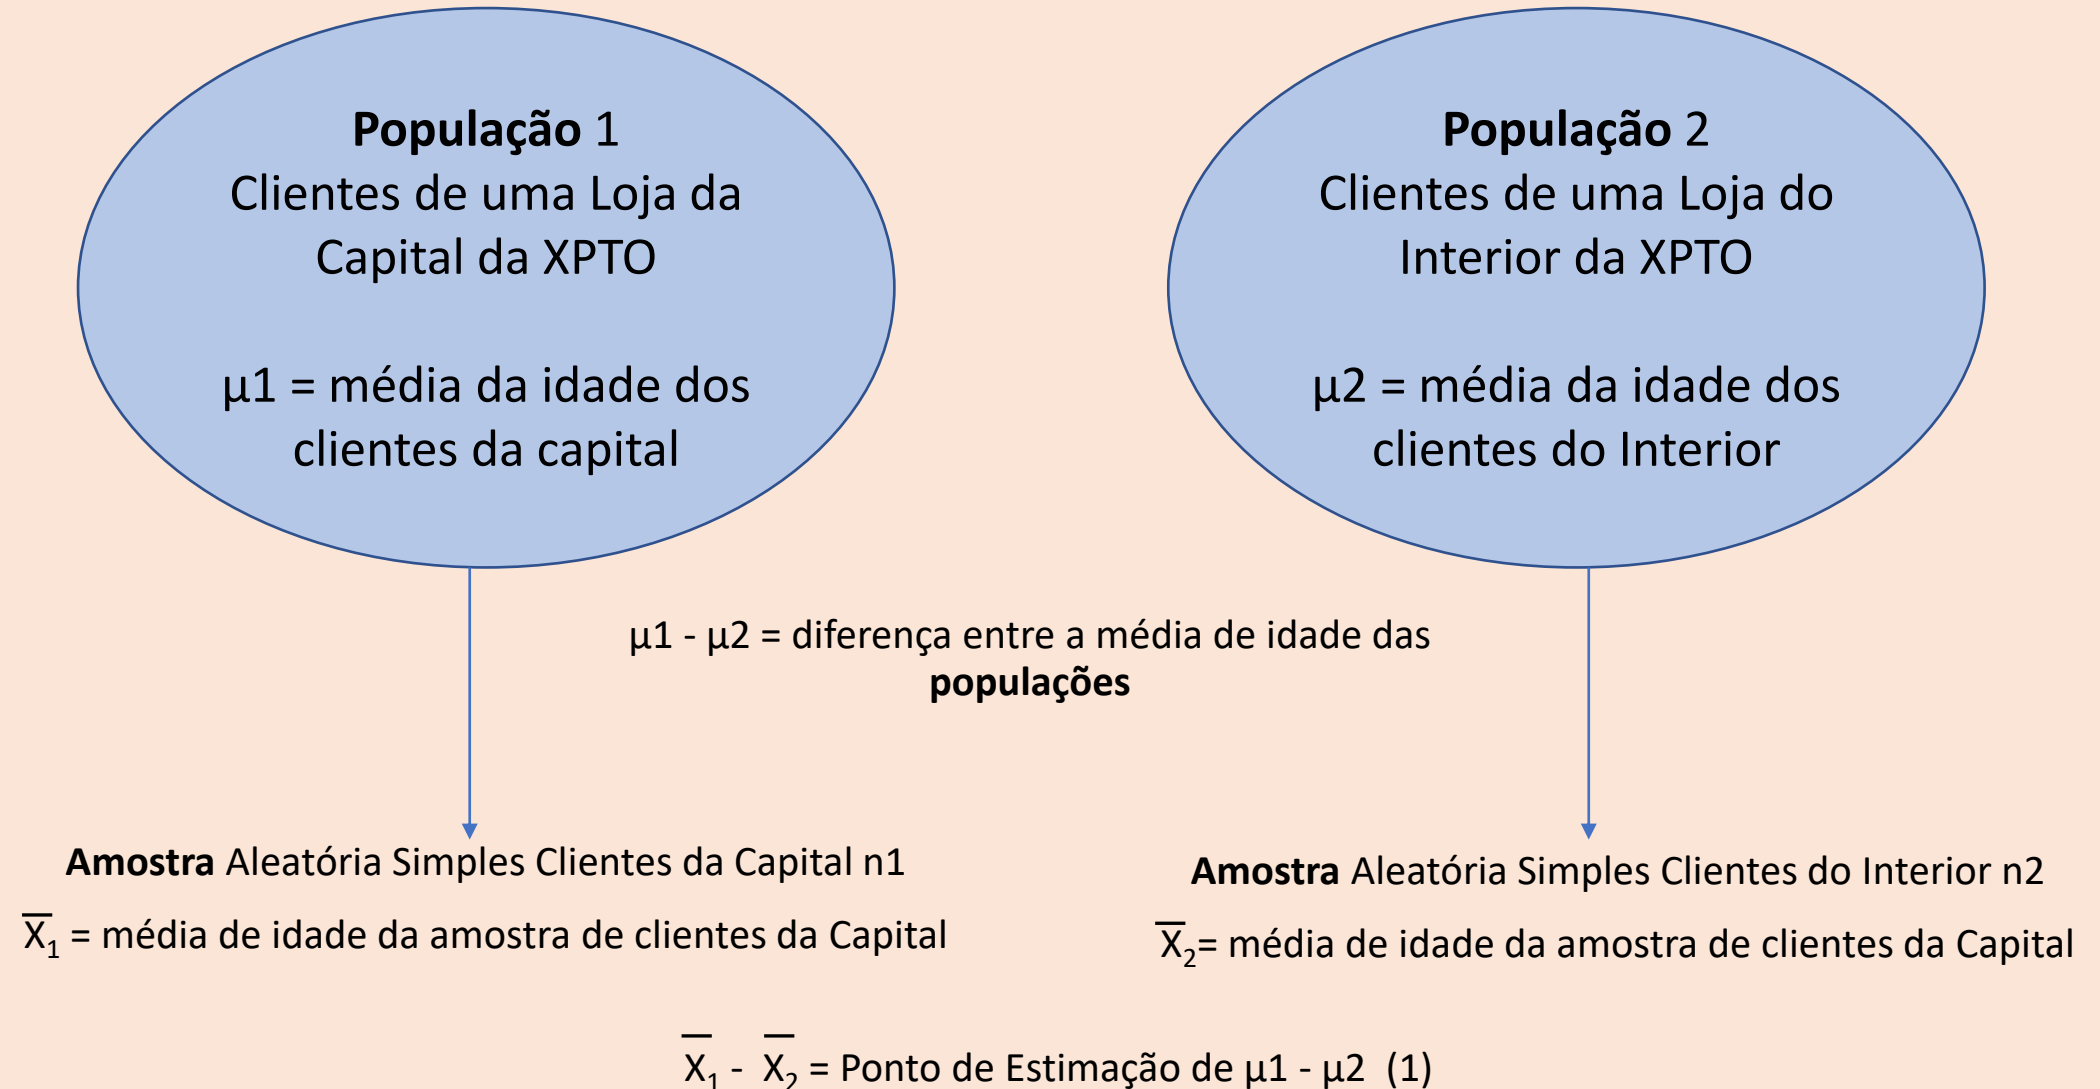 População 1
Clientes de uma Loja da
Capital da XPTO
μ1 = média da idade dos
clientes da capital
População 2
Clientes de uma Loja do
Interior da XPTO
μ2 = média da idade dos
clientes do Interior
μ1 - μ2 = diferença entre a média de idade das
populações
Amostra Aleatória Simples Clientes da Capital n1
X̅₁ = média de idade da amostra de clientes da Capital
Amostra Aleatória Simples Clientes do Interior n2
X̅₂= média de idade da amostra de clientes da Capital
X̅₁ - X̅₂ = Ponto de Estimação de μ1 - μ2 (1)